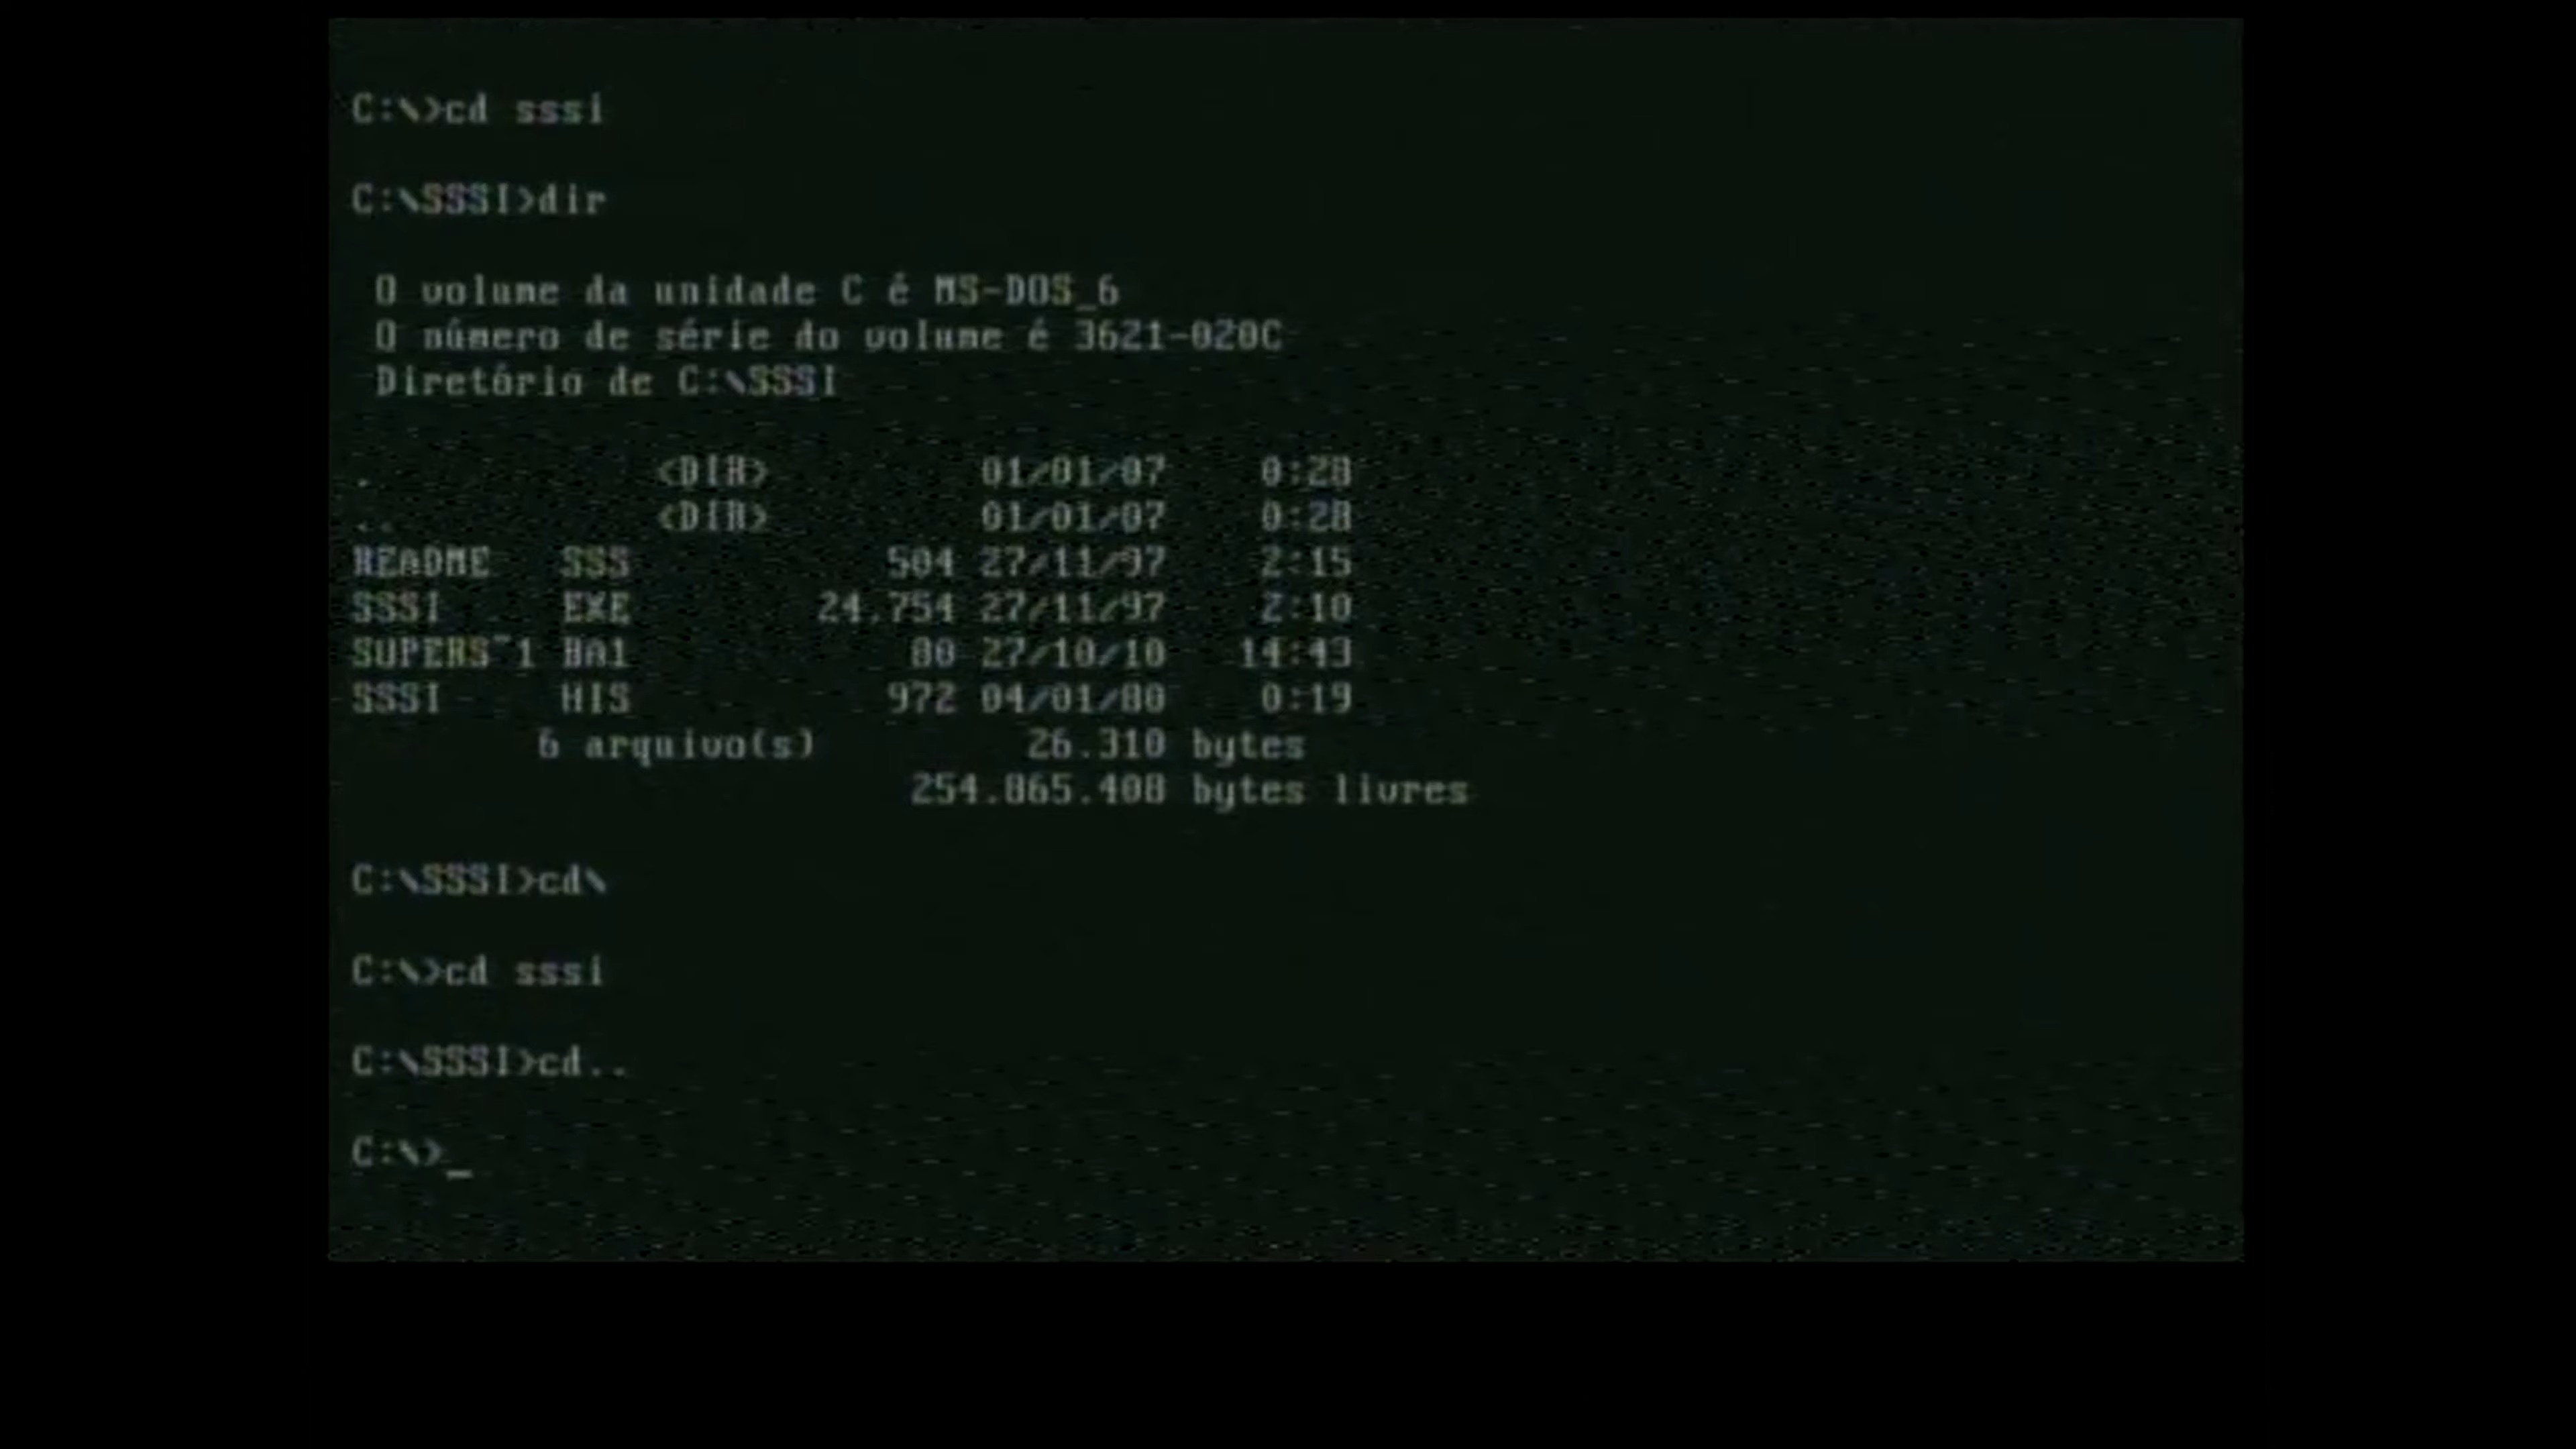 C:\>cd sssi
C:\SSSI>dir
O volume da unidade C é MS-DOS_6
O número de série do volume é 3621-020C
Diretório de C:\SSSI
. <DIR> 01/01/07 0:28
.. <DIR> 01/01/07 0:28
README SSS 504 27/11/97 2:15
SSSI EXE 24.754 27/11/97 2:10
SUPERS~1 BA1 80 27/10/10 14:43
SSSI HIS 972 04/01/80 0:19
6 arquivo(s) 26.310 bytes
254.865.408 bytes livres
C:\SSSI>cd\
C:\>cd sssi
C:\SSSI>cd..
C:\>_